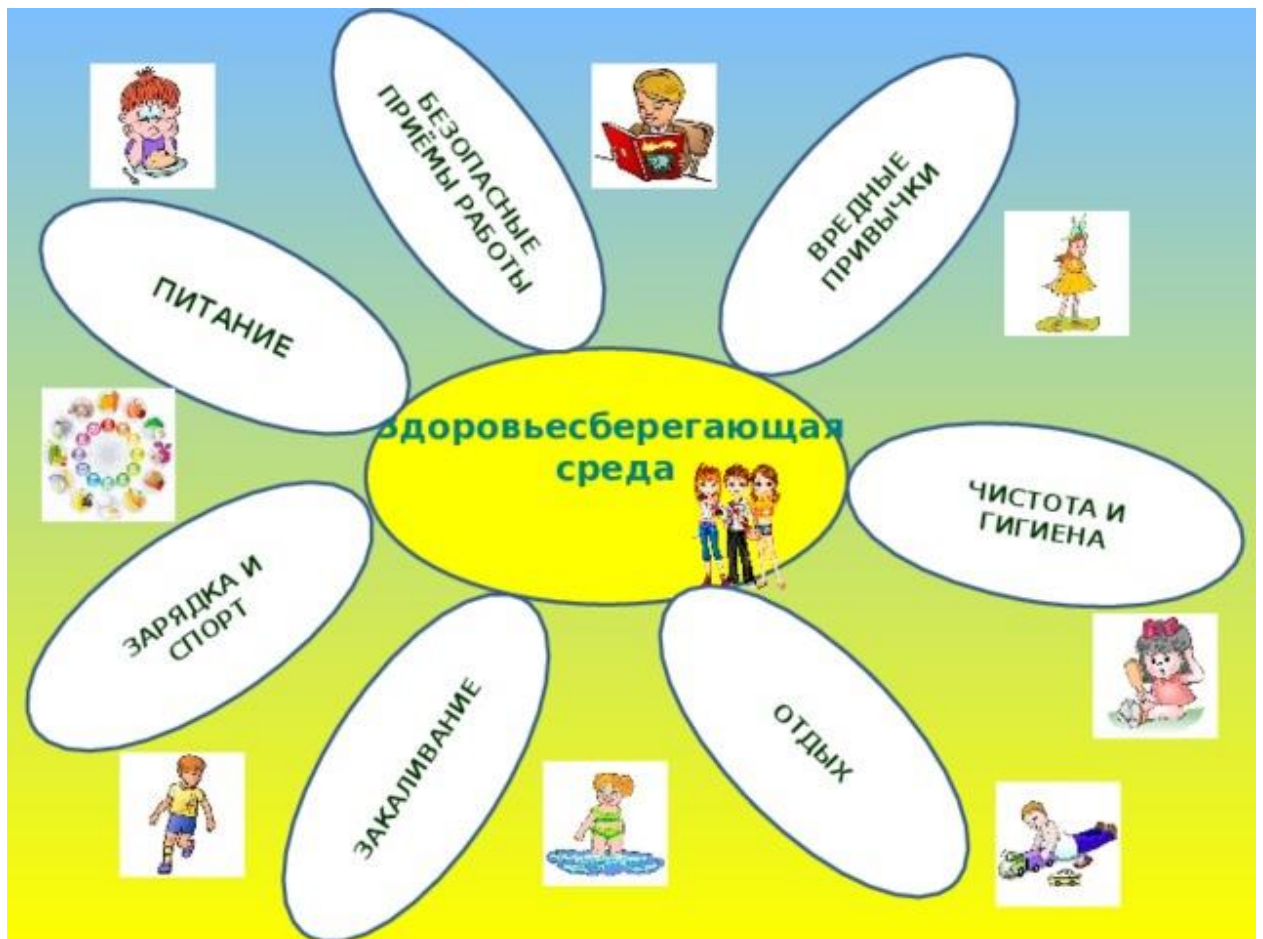 БЕЗОПАСНЫЕ
ПРИЁМЫ РАБОТЫ
ВРЕДНЫЕ
ПРИВЫЧКИ
ПИТАНИЕ
Здоровьесберегающая
среда
ЧИСТОТА И
ГИГИЕНА
ЗАРЯДКА И
СПОРТ
ЗАКАЛИВАНИЕ
ОТДЫХ